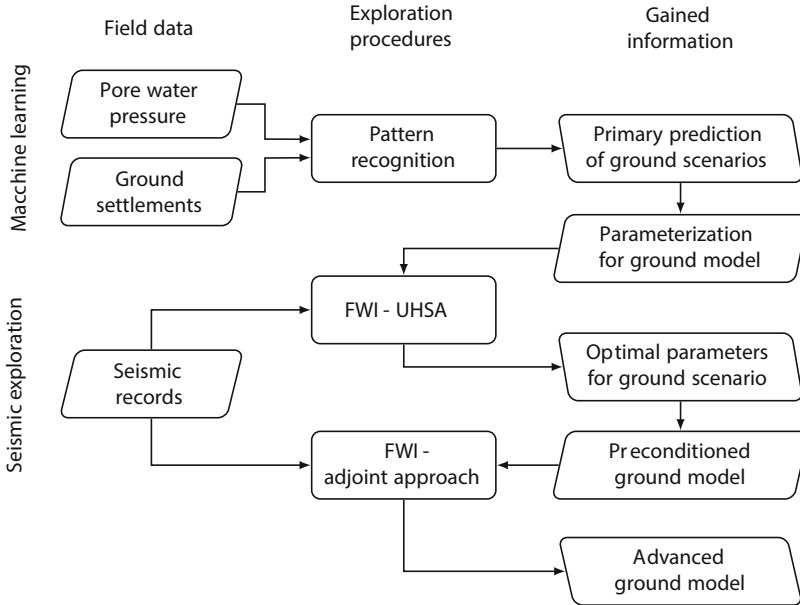 Field data
Exploration
procedures
Gained
information
Macchine learning
Pore water
pressure
Ground
settlements
Pattern
recognition
Primary prediction
of ground scenarios
Parameterization
for ground model
Seismic exploration
FWI - UHSA
Seismic
records
Optimal parameters
for ground scenario
FWI -
adjoint approach
Preconditioned
ground model
Advanced
ground model